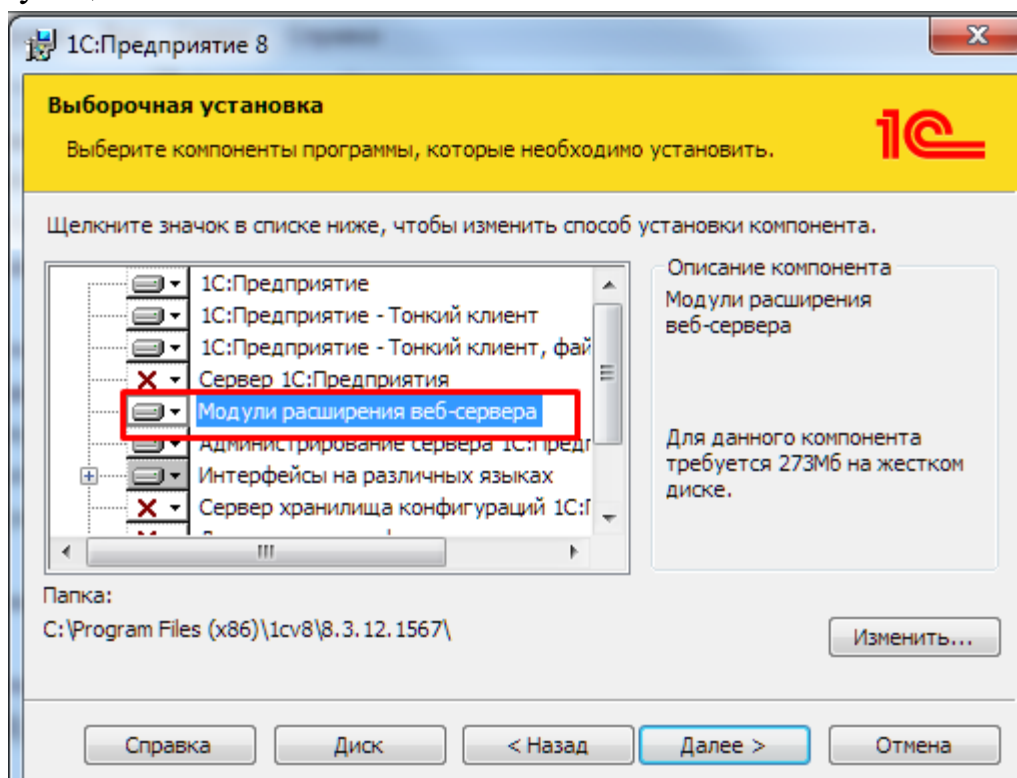 1С:Предприятие 8
Выборочная установка
Выберите компоненты программы, которые необходимо установить.
1С
Щелкните значок в списке ниже, чтобы изменить способ установки компонента.
1С:Предприятие
1С:Предприятие - Тонкий клиент
1С:Предприятие - Тонкий клиент, фай
Сервер 1С:Предприятия
Модули расширения веб-сервера
Администрирование сервера 1С:Предп
Интерфейсы на различных языках
Сервер хранилища конфигураций 1С:П
Описание компонента
Модули расширения
веб-сервера
Для данного компонента
требуется 273Мб на жестком
диске.
Папка:
C:\Program Files (x86)\1cv8\8.3.12.1567\
Изменить...
Справка
Диск
< Назад
Далее >
Отмена